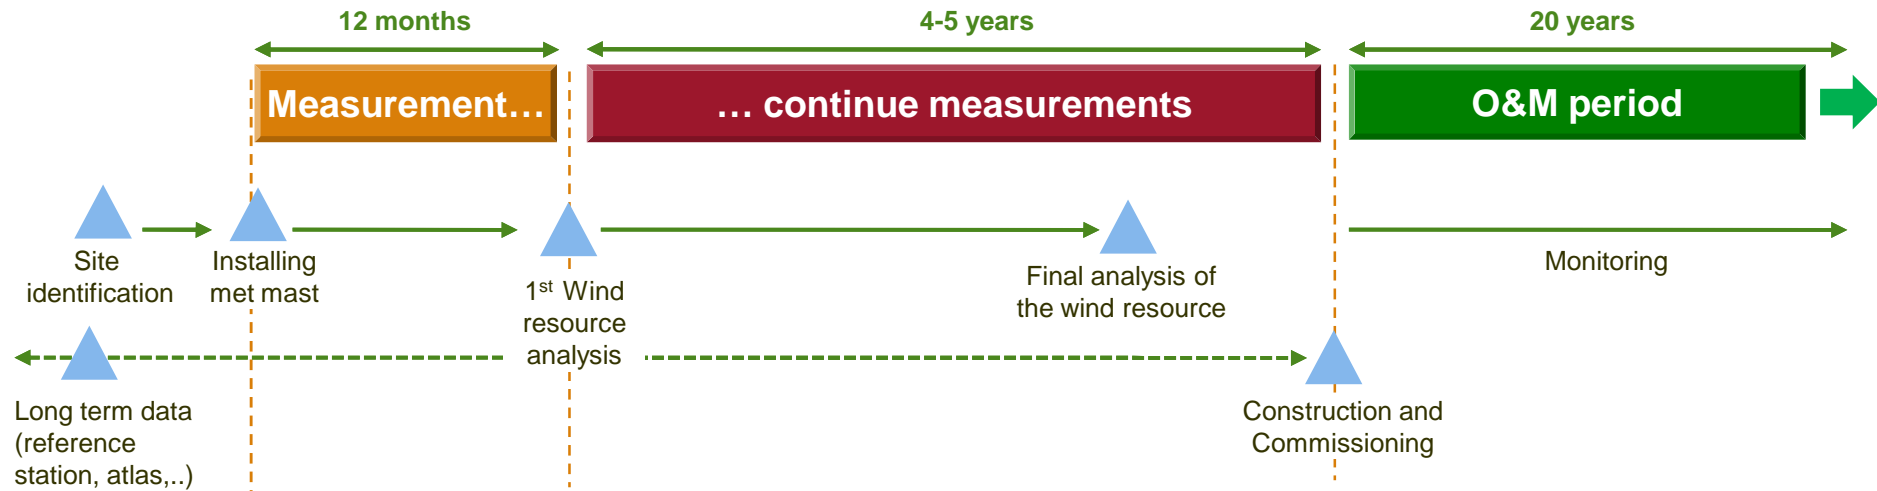 12 months
4-5 years
20 years
Measurement…
… continue measurements
O&M period
Site
identification
Installing
met mast
1st Wind
resource
analysis
Final analysis of
the wind resource
Monitoring
Long term data
(reference
station, atlas,..)
Construction and
Commissioning